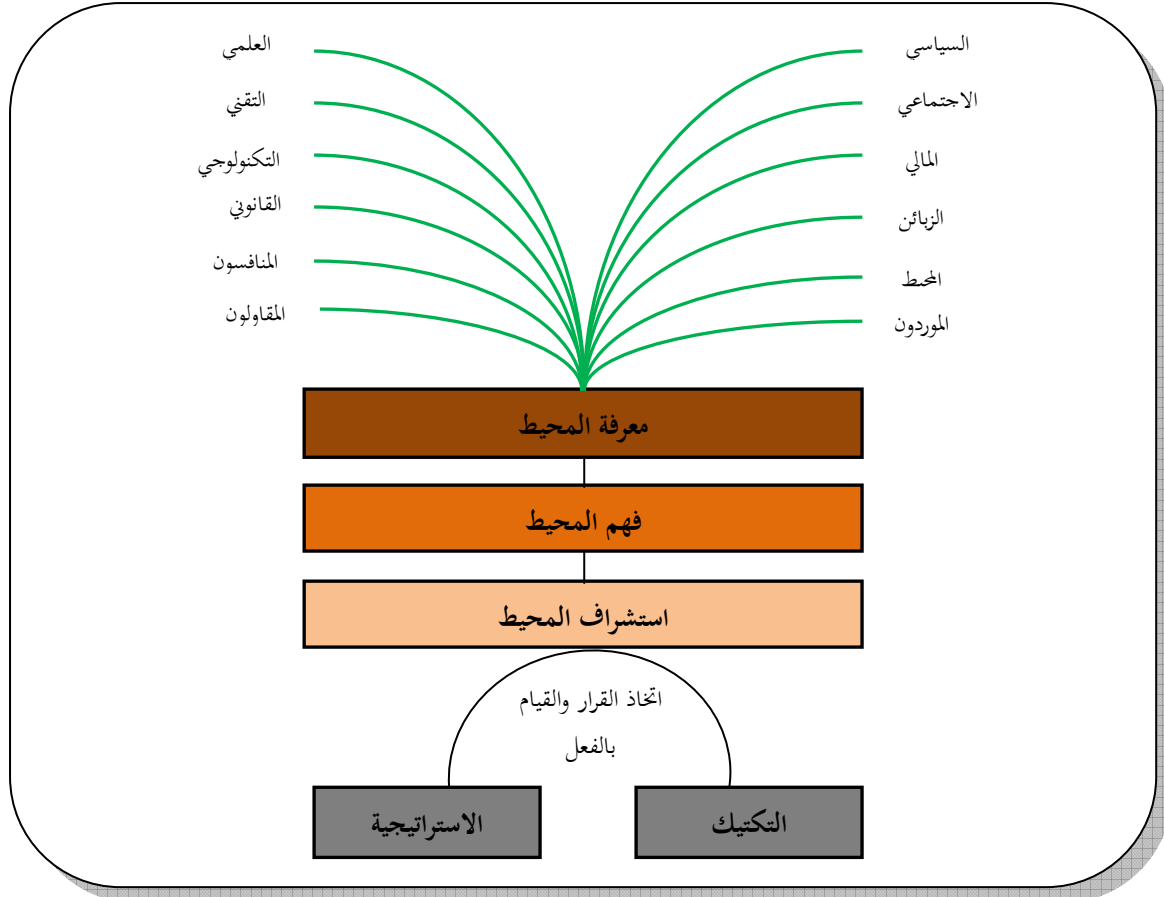 السياسي
الاجتماعي
المالي
الزبائن
المحيط
الموردون
العلمي
التقني
التكنولوجي
القانوني
المنافسون
المقاولون
معرفة المحيط
فهم المحيط
استشراف المحيط
اتخاذ القرار والقيام
بالفعل
التكتيك
الاستراتيجية